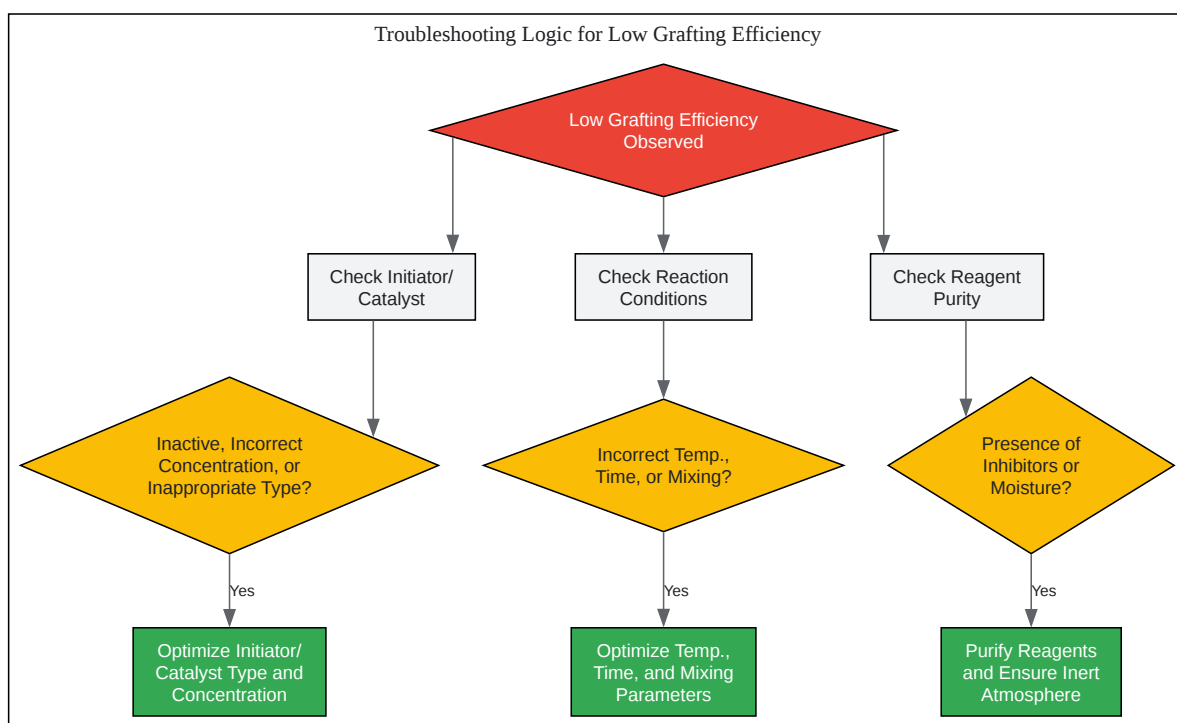 Troubleshooting Logic for Low Grafting Efficiency
Low Grafting Efficiency
Observed
Check Initiator/
Catalyst
Check Reaction
Conditions
Check Reagent
Purity
Inactive, Incorrect
Concentration, or
Inappropriate Type?
Incorrect Temp.,
Time, or Mixing?
Presence of
Inhibitors or
Moisture?
Yes
Yes
Yes
Optimize Initiator/
Catalyst Type and
Concentration
Optimize Temp.,
Time, and Mixing
Parameters
Purify Reagents
and Ensure Inert
Atmosphere